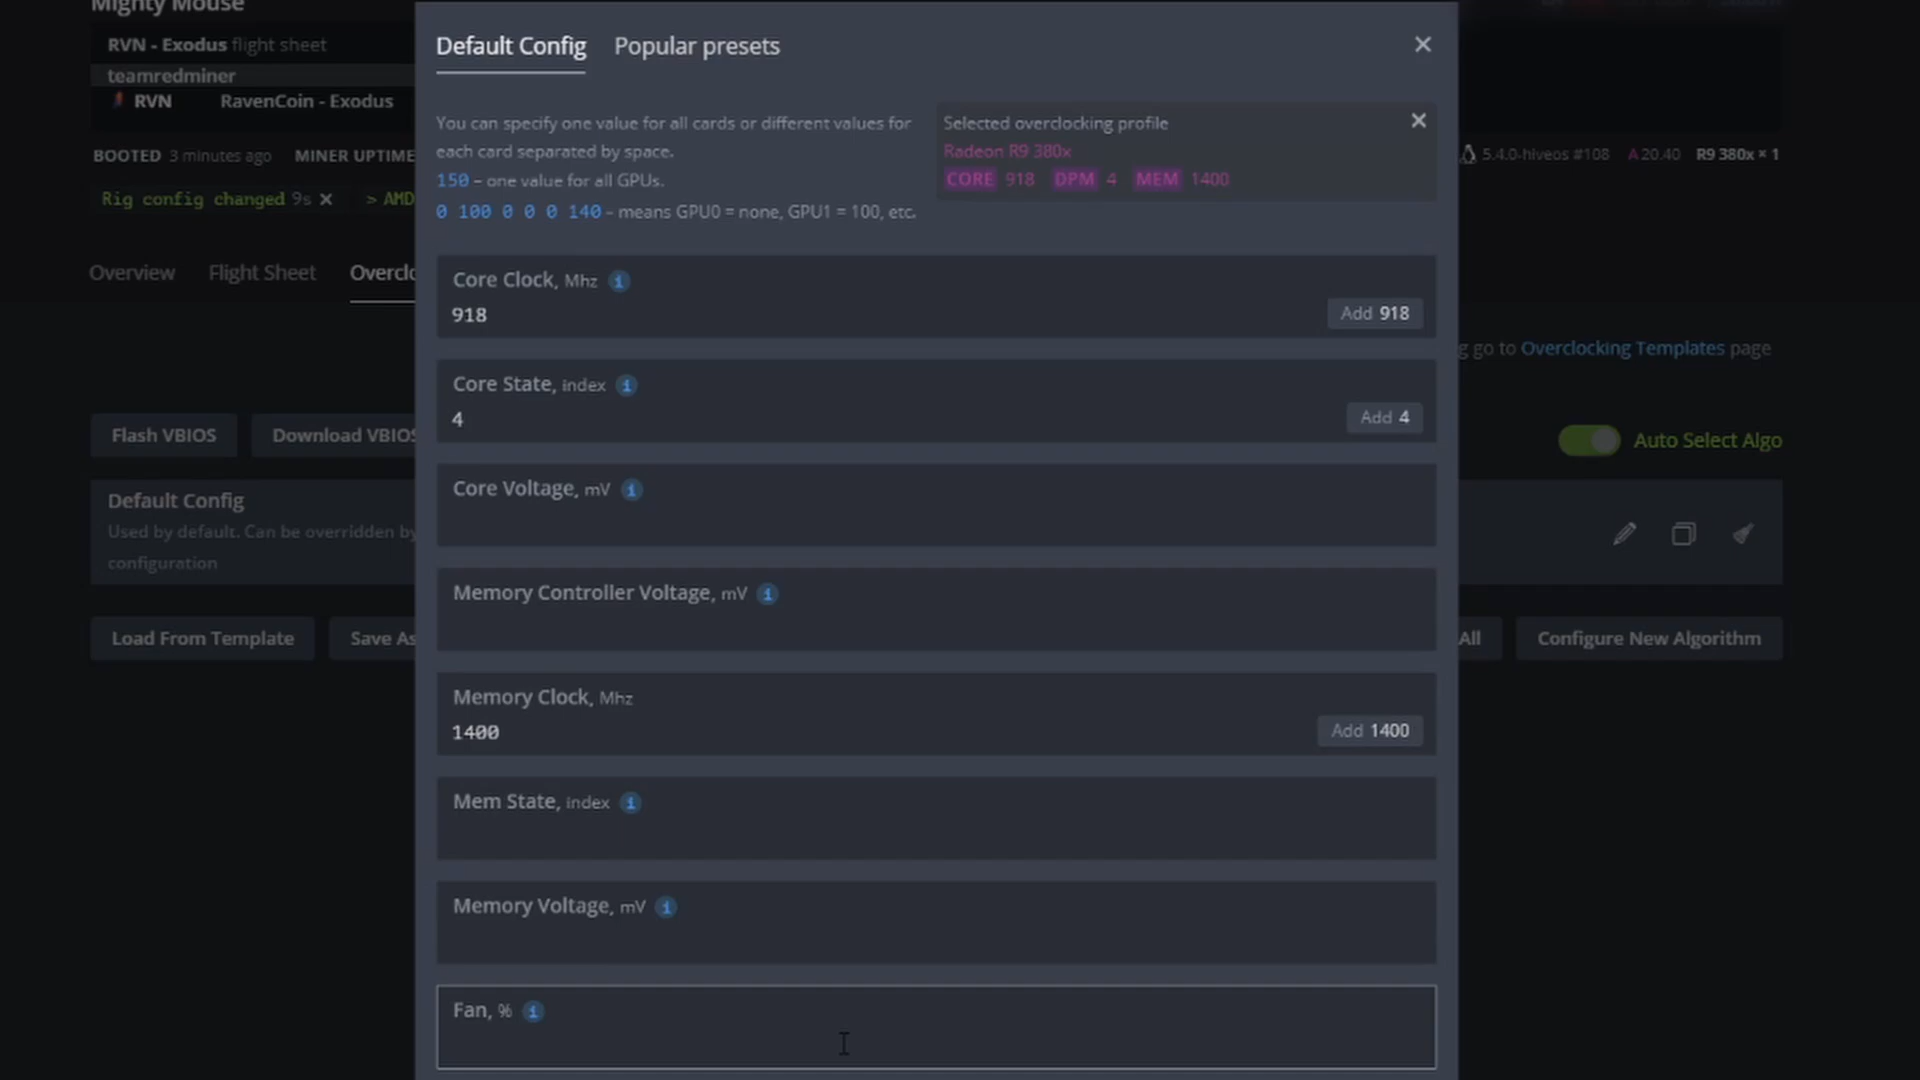 Mighty Mouse
RVN - Exodus flight sheet
teamredminer
RVN RavenCoin - Exodus
BOOTED 3 minutes ago MINER UPTIME
Rig config changed 9s × > AMD
5.4.0-hiveos #108 A 20.40 R9 380x × 1
Overview Flight Sheet Overclo
g go to Overclocking Templates page
Flash VBIOS Download VBIOS
Auto Select Algo
Default Config
Used by default. Can be overridden by
configuration
Load From Template Save As
All Configure New Algorithm
Default Config Popular presets
You can specify one value for all cards or different values for
each card separated by space.
150 – one value for all GPUs.
0 100 0 0 0 140 – means GPU0 = none, GPU1 = 100, etc.
Selected overclocking profile
Radeon R9 380x
CORE 918 DPM 4 MEM 1400
Core Clock, Mhz
918 Add 918
Core State, index
4 Add 4
Core Voltage, mV
Memory Controller Voltage, mV
Memory Clock, Mhz
1400 Add 1400
Mem State, index
Memory Voltage, mV
Fan, %